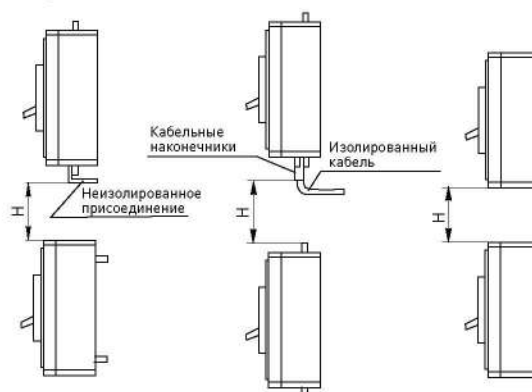 Кабельные
наконечники
Изолированный
кабель
Неизолированное
присоединение
H
H
H